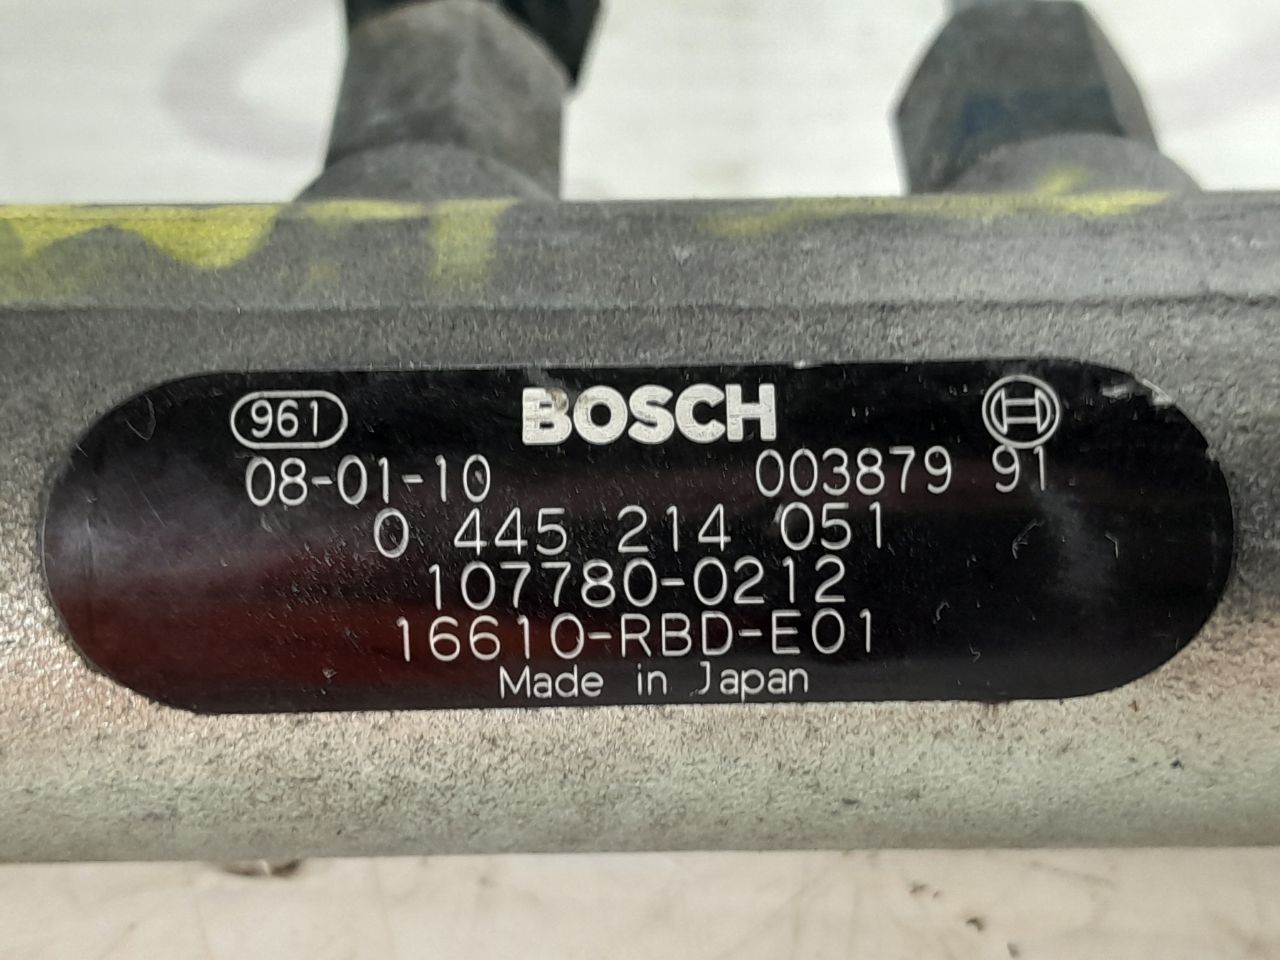 961 BOSCH
08-01-10 003879 91
0 445 214 051
107780-0212
16610-RBD-E01
Made in Japan